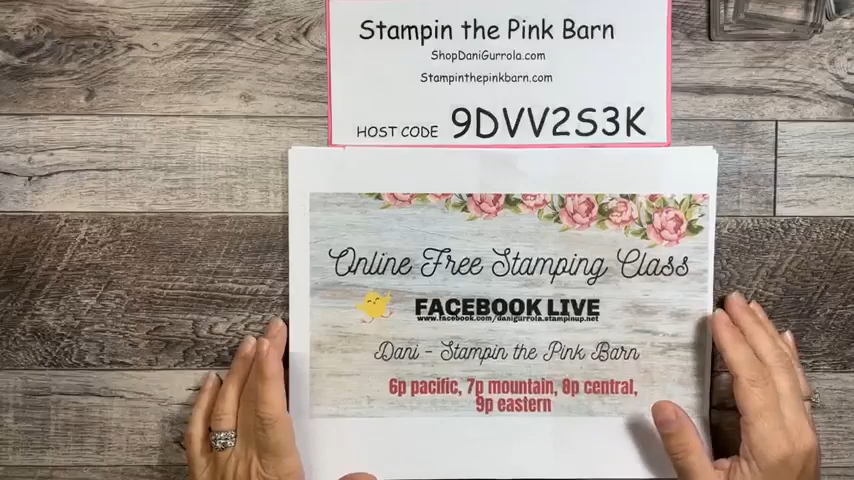 Stampin the Pink Barn
ShopDaniGurrola.com
Stampinthepinkbarn.com
HOST CODE 9DVV2S3K
Online Free Stamping Class
FACEBOOK LIVE
www.facebook.com/danigurrola.stampinup.net
Dani - Stampin the Pink Barn
6p pacific, 7p mountain, 8p central,
9p eastern